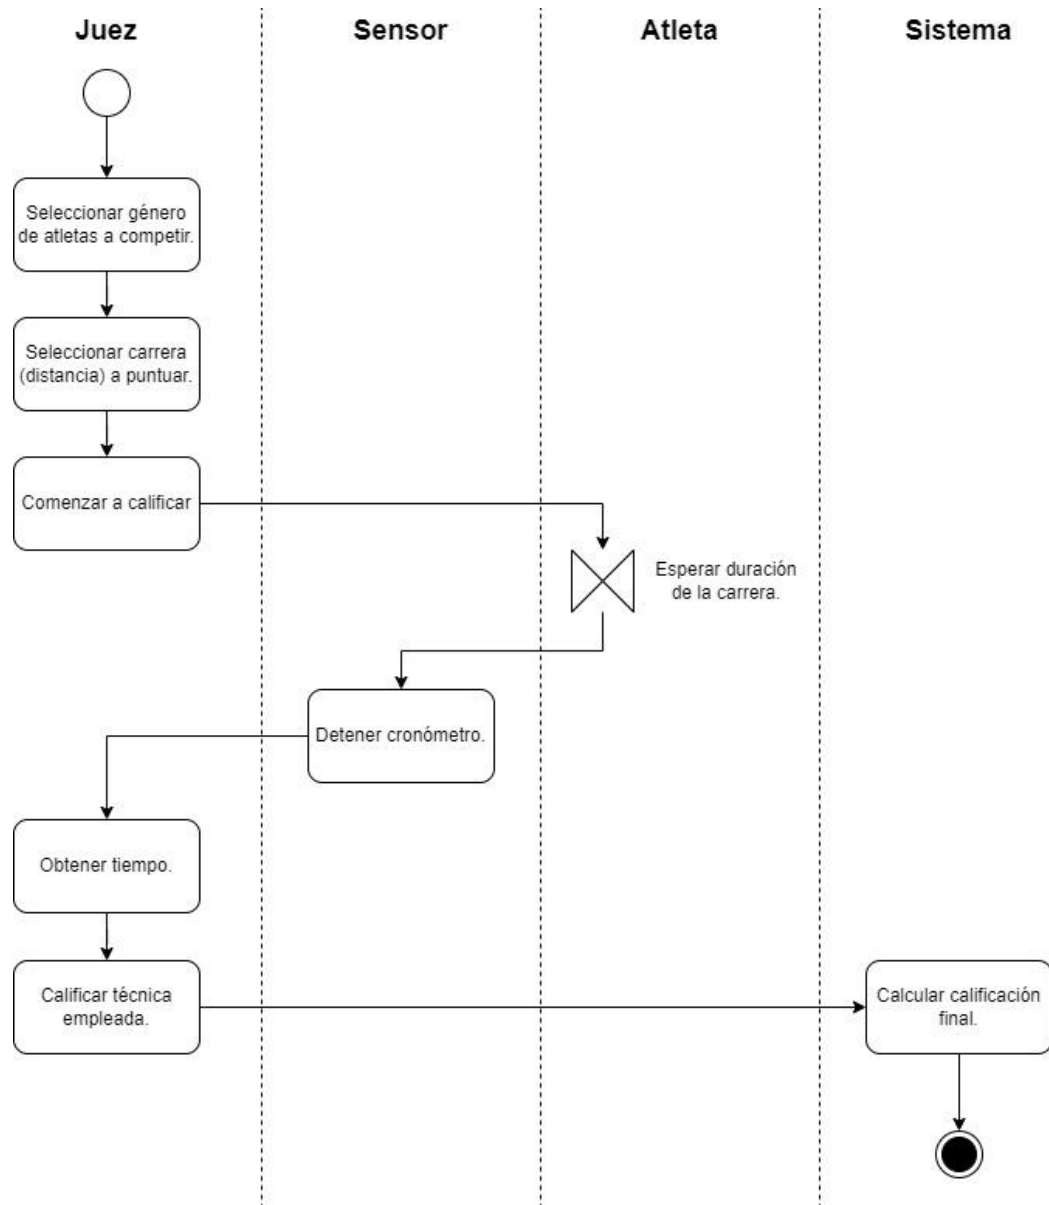 Juez
Sensor
Atleta
Sistema
Seleccionar género
de atletas a competir.
Seleccionar carrera
(distancia) a puntuar.
Comenzar a calificar
Esperar duración
de la carrera.
Detener cronómetro.
Obtener tiempo.
Calificar técnica
empleada.
Calcular calificación
final.